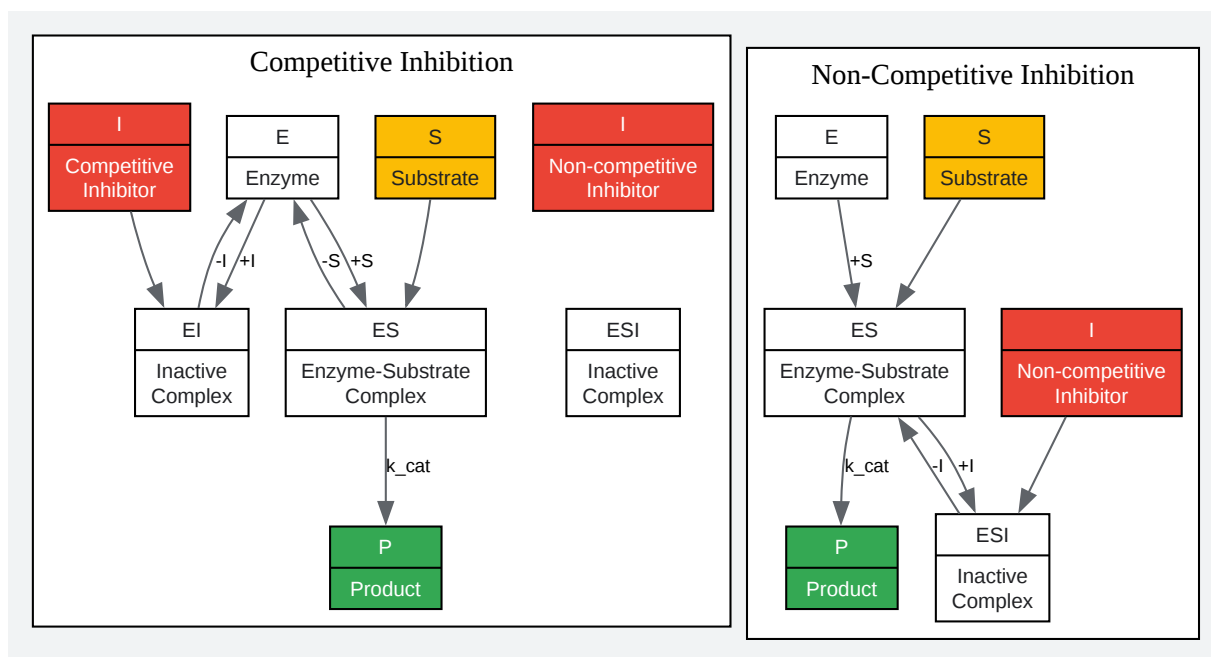 Competitive Inhibition
I
Competitive
Inhibitor
E
Enzyme
S
Substrate
I
Non-competitive
Inhibitor
-I
+I
-S
+S
EI
Inactive
Complex
ES
Enzyme-Substrate
Complex
ESI
Inactive
Complex
k_cat
P
Product
Non-Competitive Inhibition
E
Enzyme
S
Substrate
+S
ES
Enzyme-Substrate
Complex
I
Non-competitive
Inhibitor
k_cat
-I
+I
P
Product
ESI
Inactive
Complex